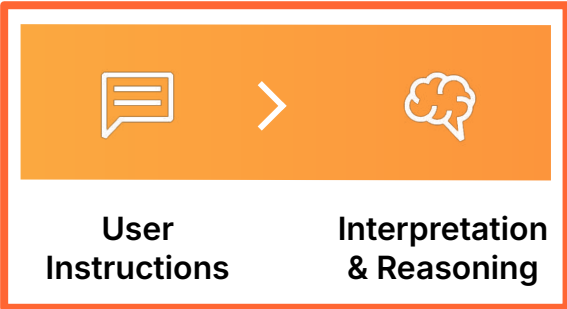 User
Instructions
Interpretation
& Reasoning